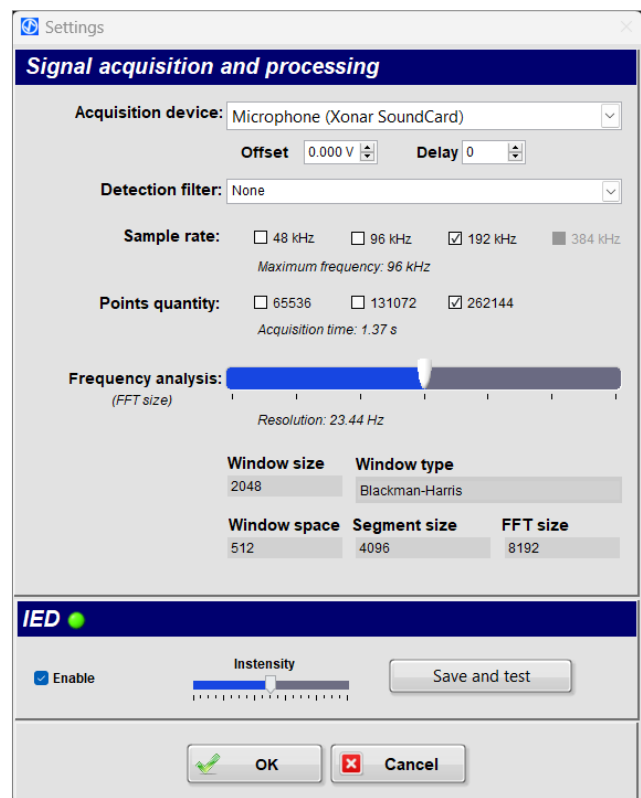 Settings
Signal acquisition and processing
Acquisition device: Microphone (Xonar SoundCard)
Offset 0.000 V Delay 0
Detection filter: None
Sample rate: 48 kHz 96 kHz 192 kHz 384 kHz
Maximum frequency: 96 kHz
Points quantity: 65536 131072 262144
Acquisition time: 1.37 s
Frequency analysis:
(FFT size)
Resolution: 23.44 Hz
Window size Window type
2048 Blackman-Harris
Window space Segment size FFT size
512 4096 8192
IED
Enable Instensity Save and test
OK Cancel